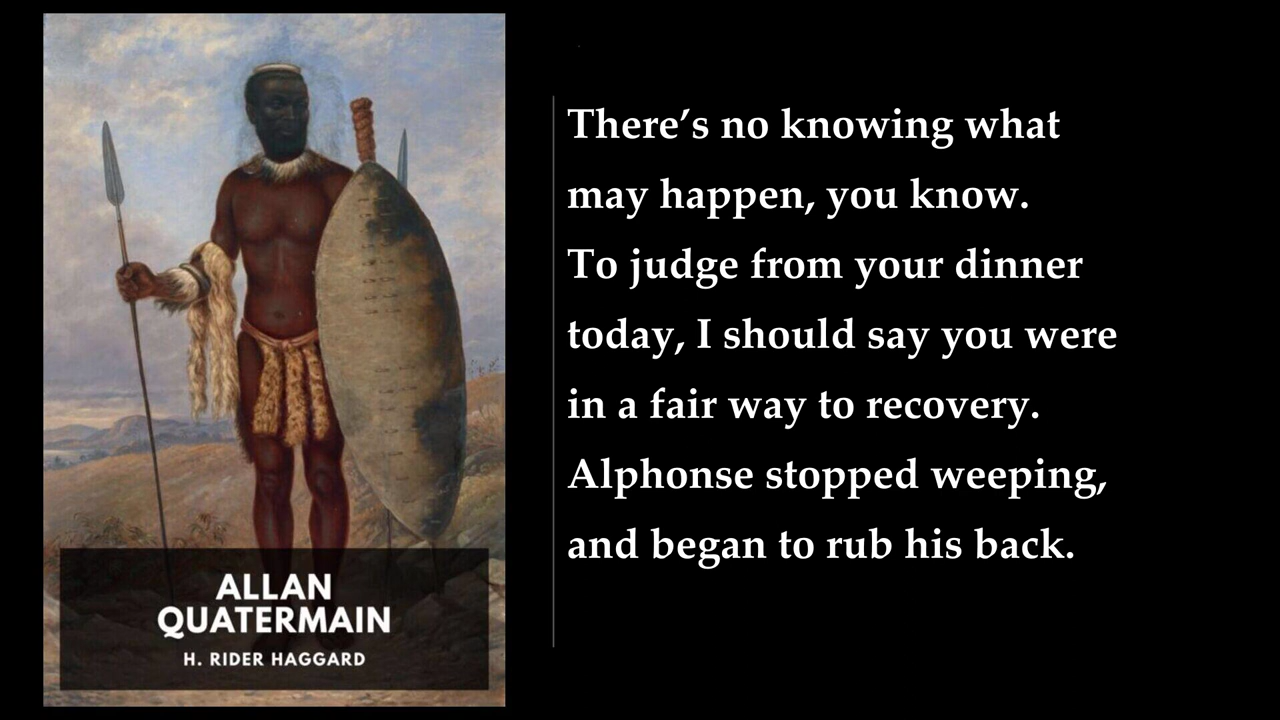 ALLAN
QUATERMAIN
H. RIDER HAGGARD
There’s no knowing what
may happen, you know.
To judge from your dinner
today, I should say you were
in a fair way to recovery.
Alphonse stopped weeping,
and began to rub his back.